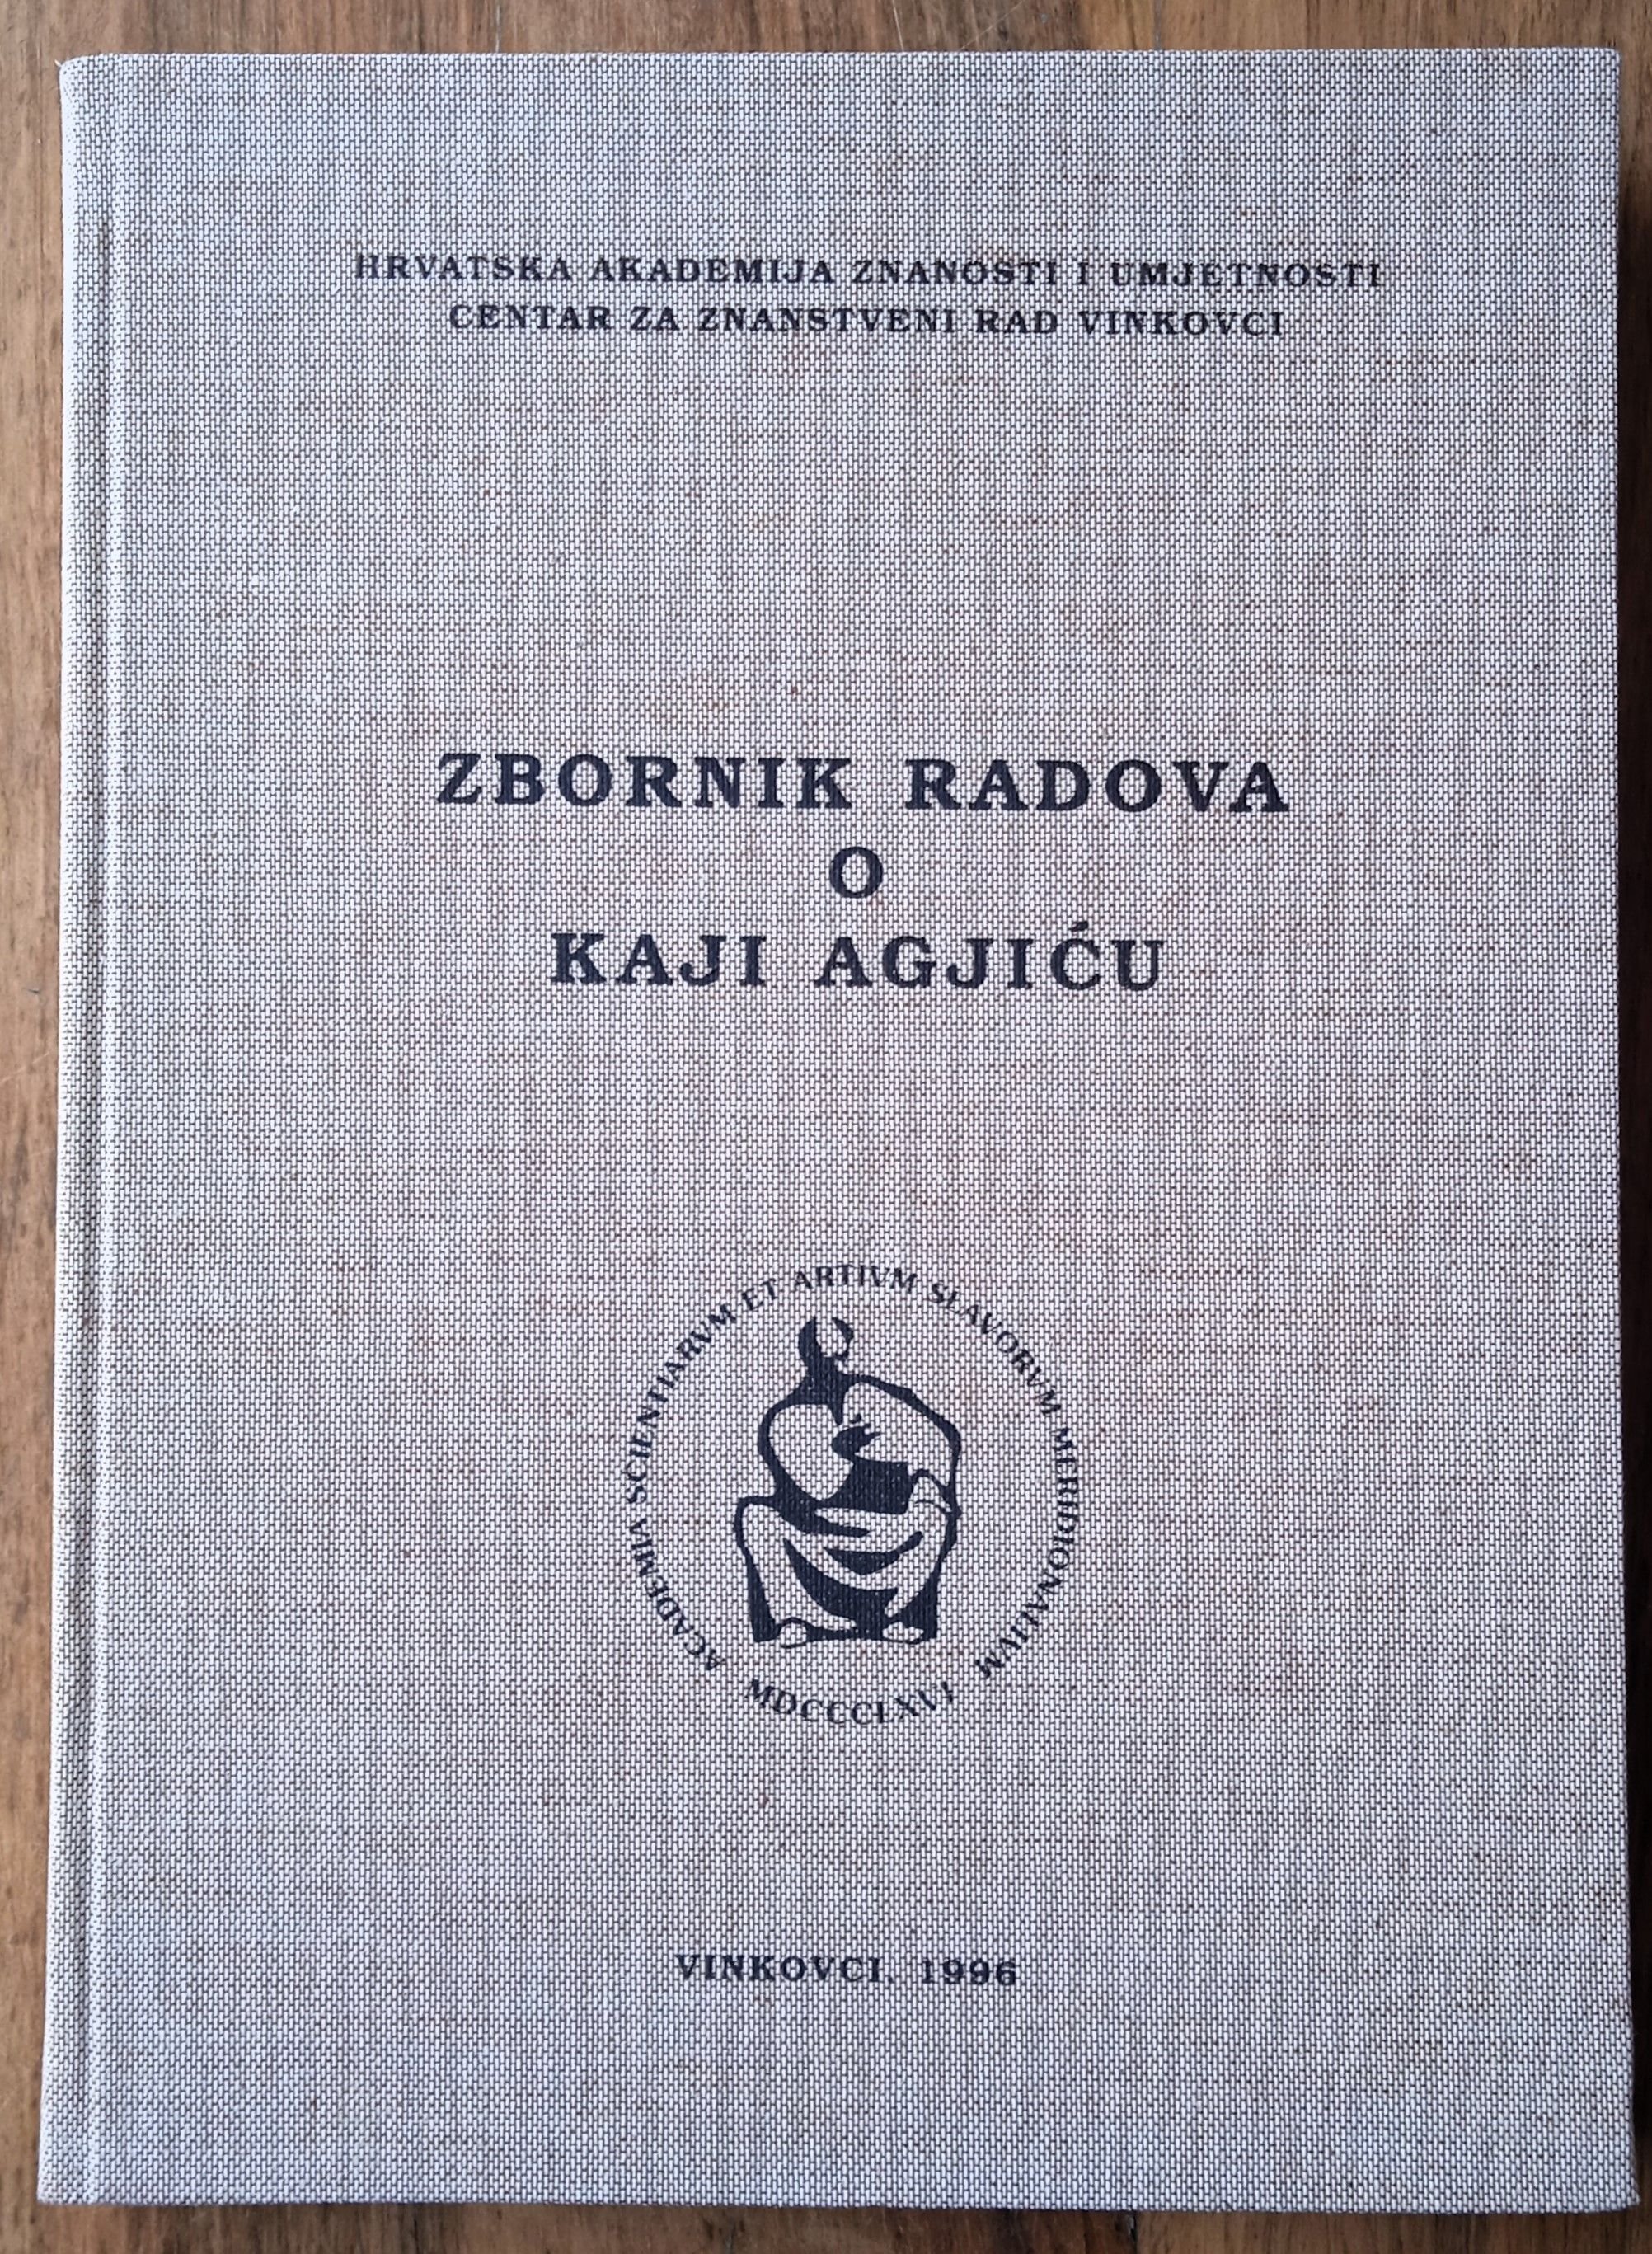 HRVATSKA AKADEMIJA ZNANOSTI I UMJETNOSTI
CENTAR ZA ZNANSTVENI RAD VINKOVCI
ZBORNIK RADOVA
O
KAJI AGJIĆU
ACADEMIA SCIENTIARVM ET ARTIVM SLAVORVM MERIDIONALIVM
MDCCCLXVI
VINKOVCI, 1996